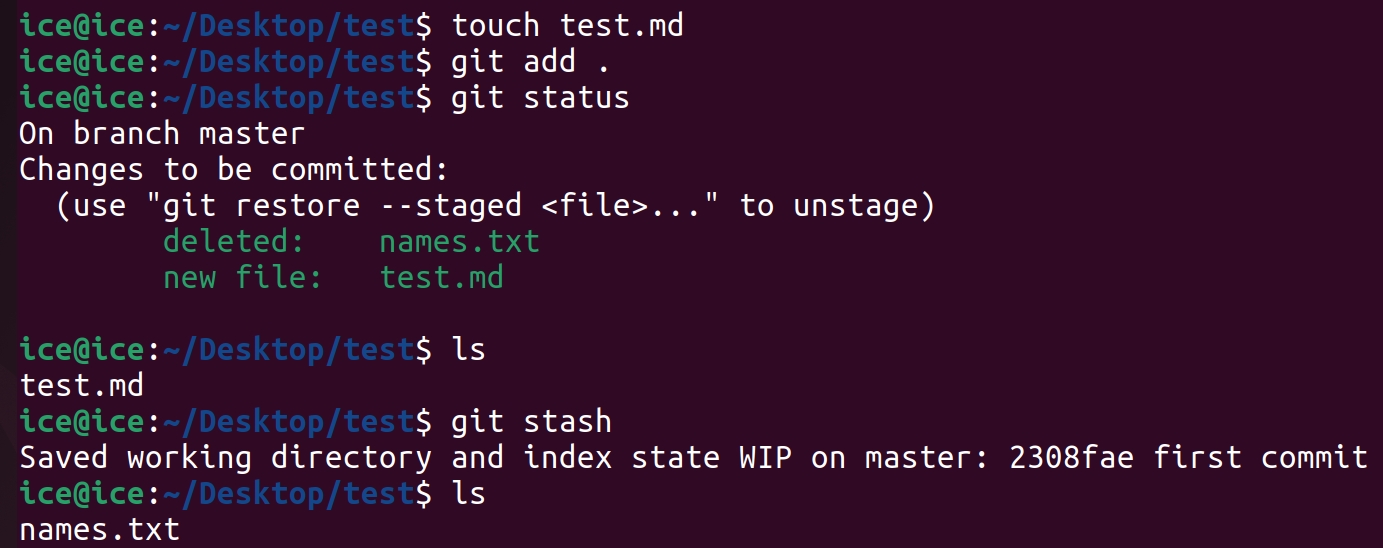 ice@ice:~/Desktop/test$ touch test.md
ice@ice:~/Desktop/test$ git add .
ice@ice:~/Desktop/test$ git status
On branch master
Changes to be committed:
  (use "git restore --staged <file>..." to unstage)
        deleted:    names.txt
        new file:   test.md

ice@ice:~/Desktop/test$ ls
test.md
ice@ice:~/Desktop/test$ git stash
Saved working directory and index state WIP on master: 2308fae first commit
ice@ice:~/Desktop/test$ ls
names.txt